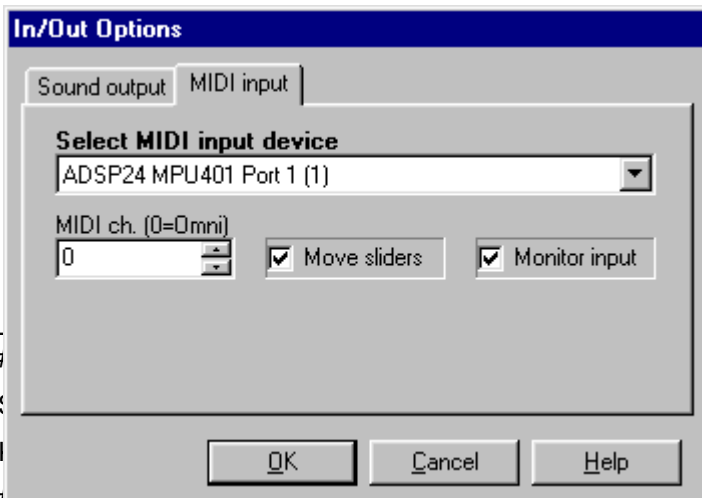 In/Out Options
Sound output MIDI input
Select MIDI input device
ADSP24 MPU401 Port 1 (1)
MIDI ch. (0=Omni)
0 Move sliders Monitor input
OK Cancel Help